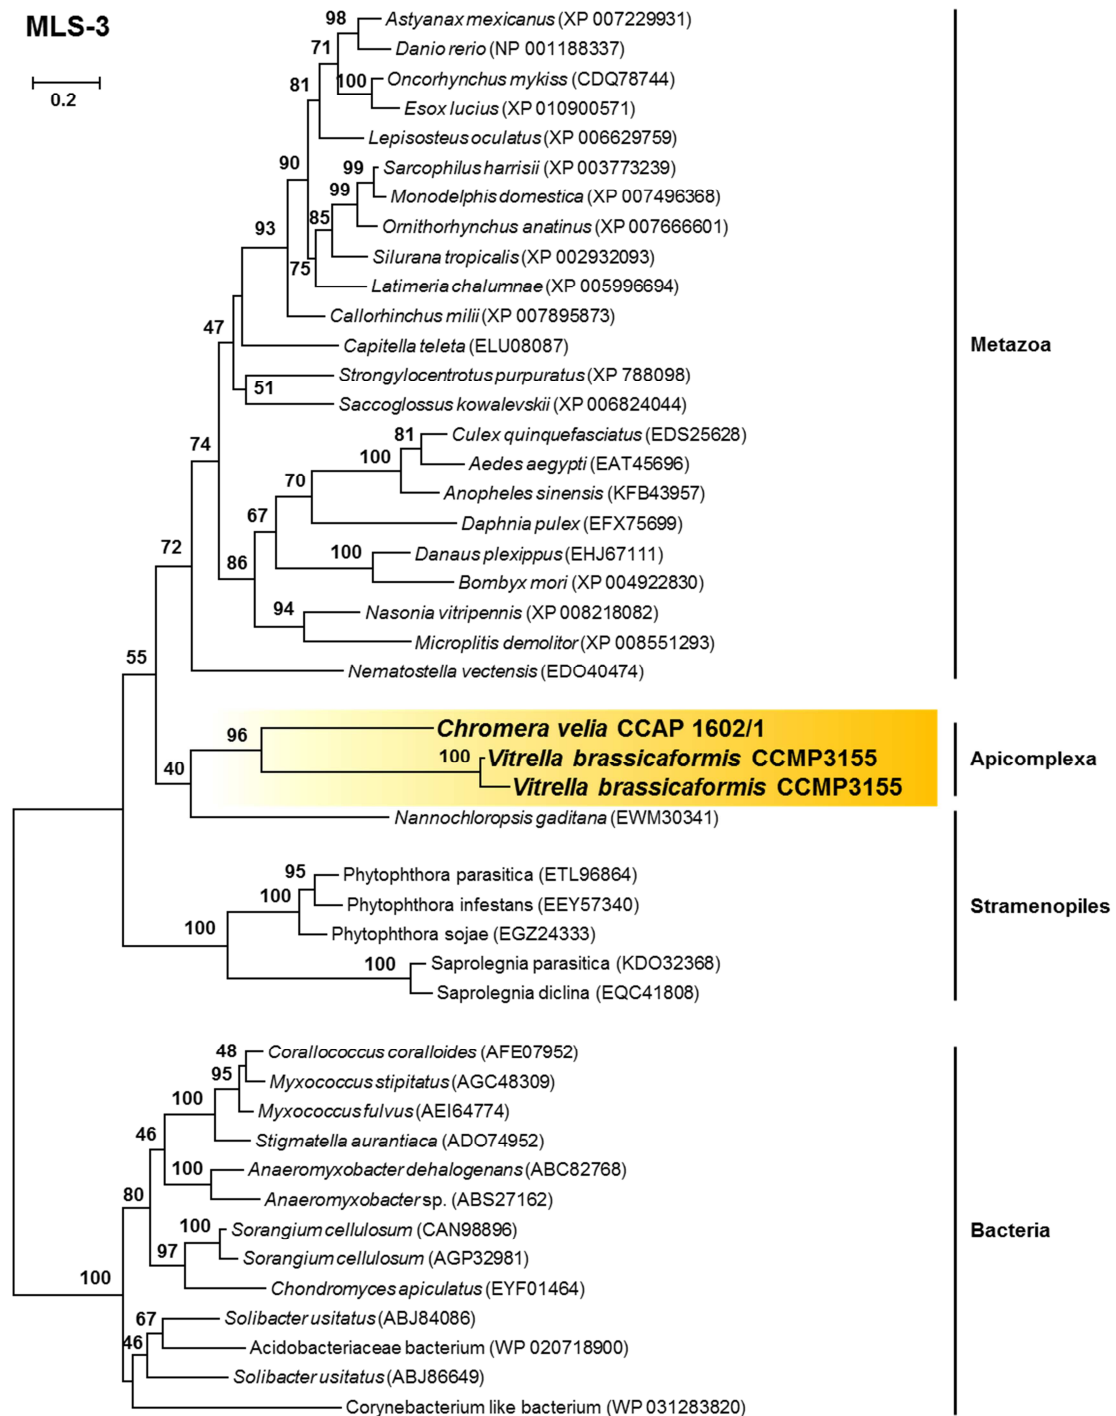 MLS-3
0.2
98
Astyanax mexicanus (XP 007229931)
71
Danio rerio (NP 001188337)
81
100
Oncorhynchus mykiss (CDQ78744)
Esox lucius (XP 010900571)
Lepisosteus oculatus (XP 006629759)
90
99
Sarcophilus harrisii (XP 003773239)
99
Monodelphis domestica (XP 007496368)
85
Ornithorhynchus anatinus (XP 007666601)
93
Silurana tropicalis (XP 002932093)
75
Latimeria chalumnae (XP 005996694)
Callorhinchus milii (XP 007895873)
47
Capitella teleta (ELU08087)
Metazoa
Strongylocentrotus purpuratus (XP 788098)
51
Saccoglossus kowalevskii (XP 006824044)
74
81
Culex quinquefasciatus (EDS25628)
100
Aedes aegypti (EAT45696)
70
Anopheles sinensis (KFB43957)
67
Daphnia pulex (EFX75699)
72
100
Danaus plexippus (EHJ67111)
86
Bombyx mori (XP 004922830)
94
Nasonia vitripennis (XP 008218082)
Microplitis demolitor (XP 008551293)
55
Nematostella vectensis (EDO40474)
96
Chromera velia CCAP 1602/1
100
Vitrella brassicaformis CCMP3155
Apicomplexa
40
Vitrella brassicaformis CCMP3155
Nannochloropsis gaditana (EWM30341)
95
Phytophthora parasitica (ETL96864)
100
Phytophthora infestans (EEY57340)
Stramenopiles
100
Phytophthora sojae (EGZ24333)
100
Saprolegnia parasitica (KDO32368)
Saprolegnia diclina (EQC41808)
48
Corallococcus coralloides (AFE07952)
95
Myxococcus stipitatus (AGC48309)
100
Myxococcus fulvus (AEI64774)
46
Stigmatella aurantiaca (ADO74952)
100
Anaeromyxobacter dehalogenans (ABC82768)
80
Anaeromyxobacter sp. (ABS27162)
100
Sorangium cellulosum (CAN98896)
Bacteria
97
Sorangium cellulosum (AGP32981)
100
Chondromyces apiculatus (EYF01464)
67
Solibacter usitatus (ABJ84086)
46
Acidobacteriaceae bacterium (WP 020718900)
Solibacter usitatus (ABJ86649)
Corynebacterium like bacterium (WP 031283820)